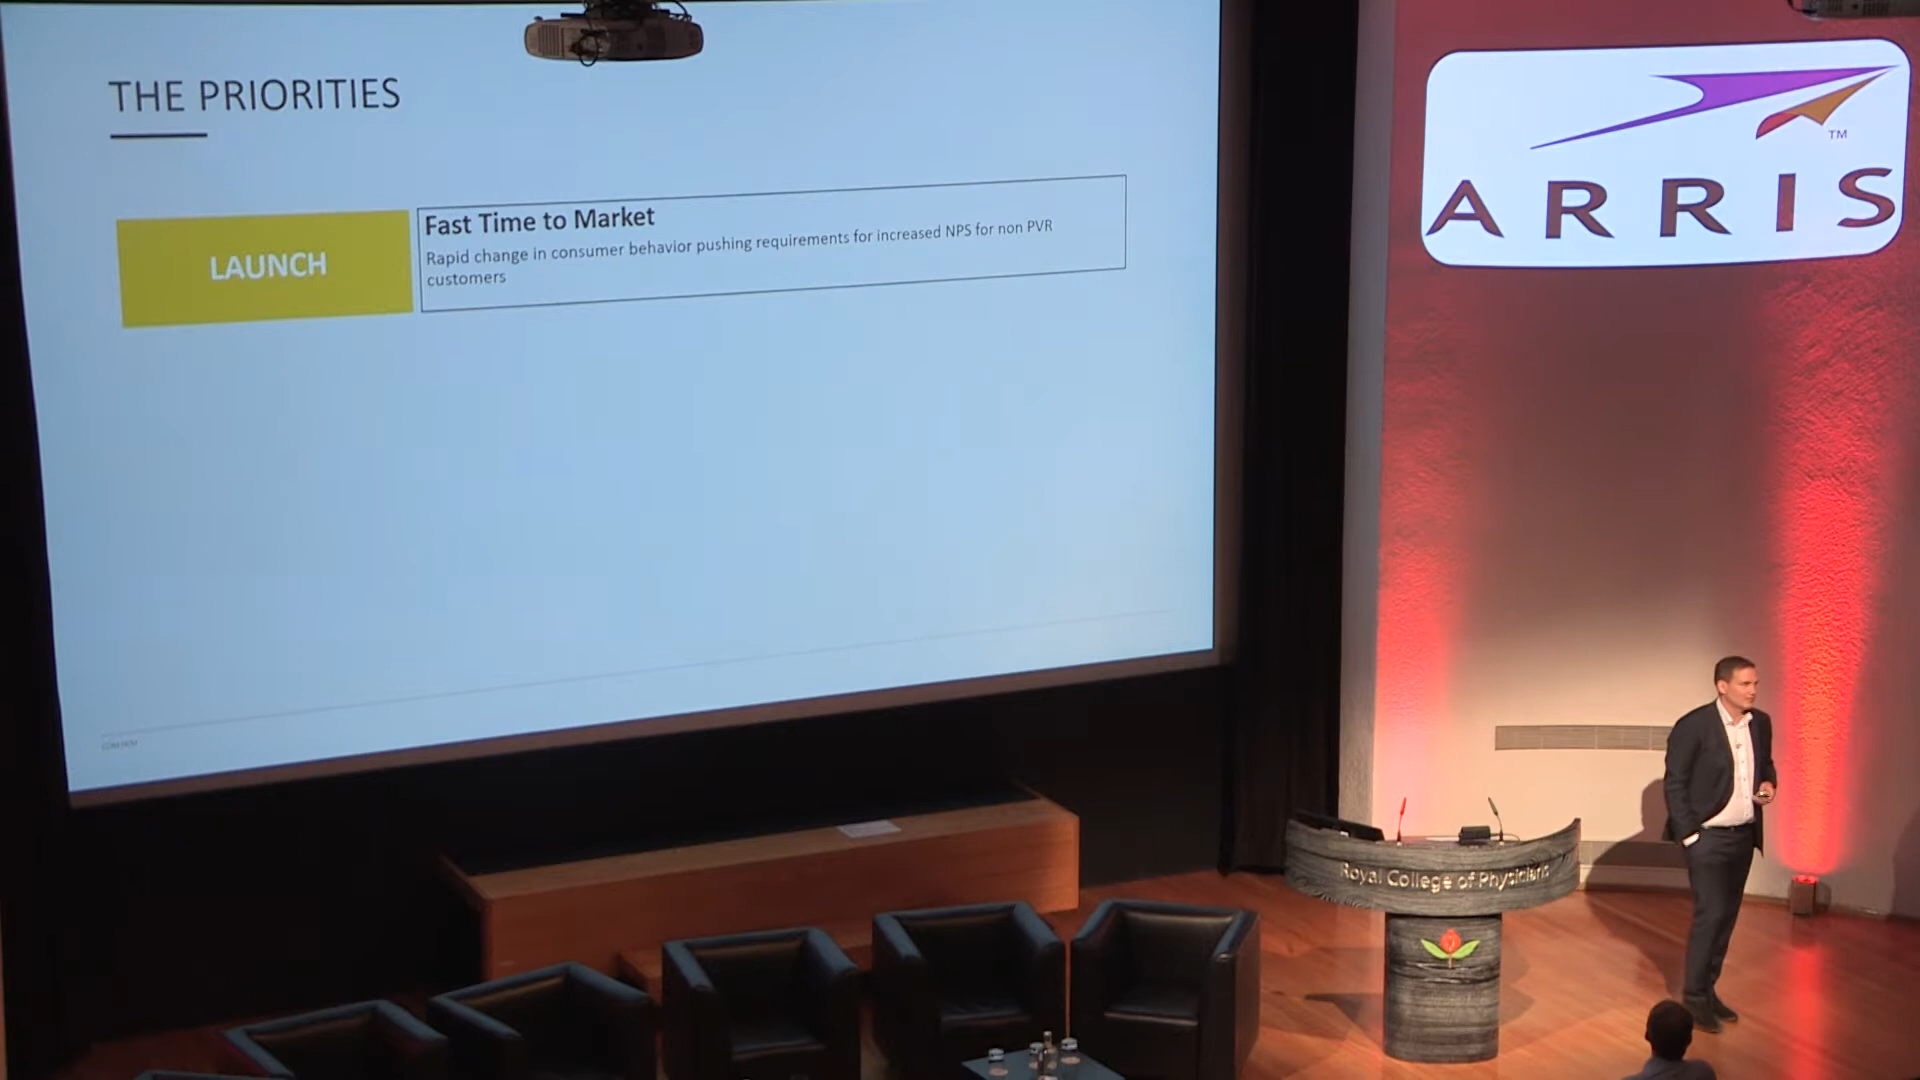 THE PRIORITIES
LAUNCH
Fast Time to Market
Rapid change in consumer behavior pushing requirements for increased NPS for non PVR
customers
TM
ARRIS
Royal College of Physicians